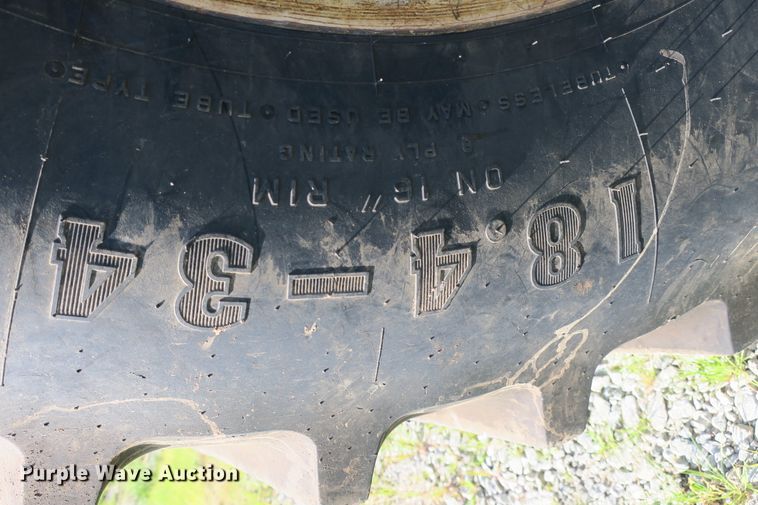 18.4-34
ON 16" RIM
8 PLY RATING
• TUBELESS • MAY BE USED • TUBE TYPE •
Purple Wave Auction